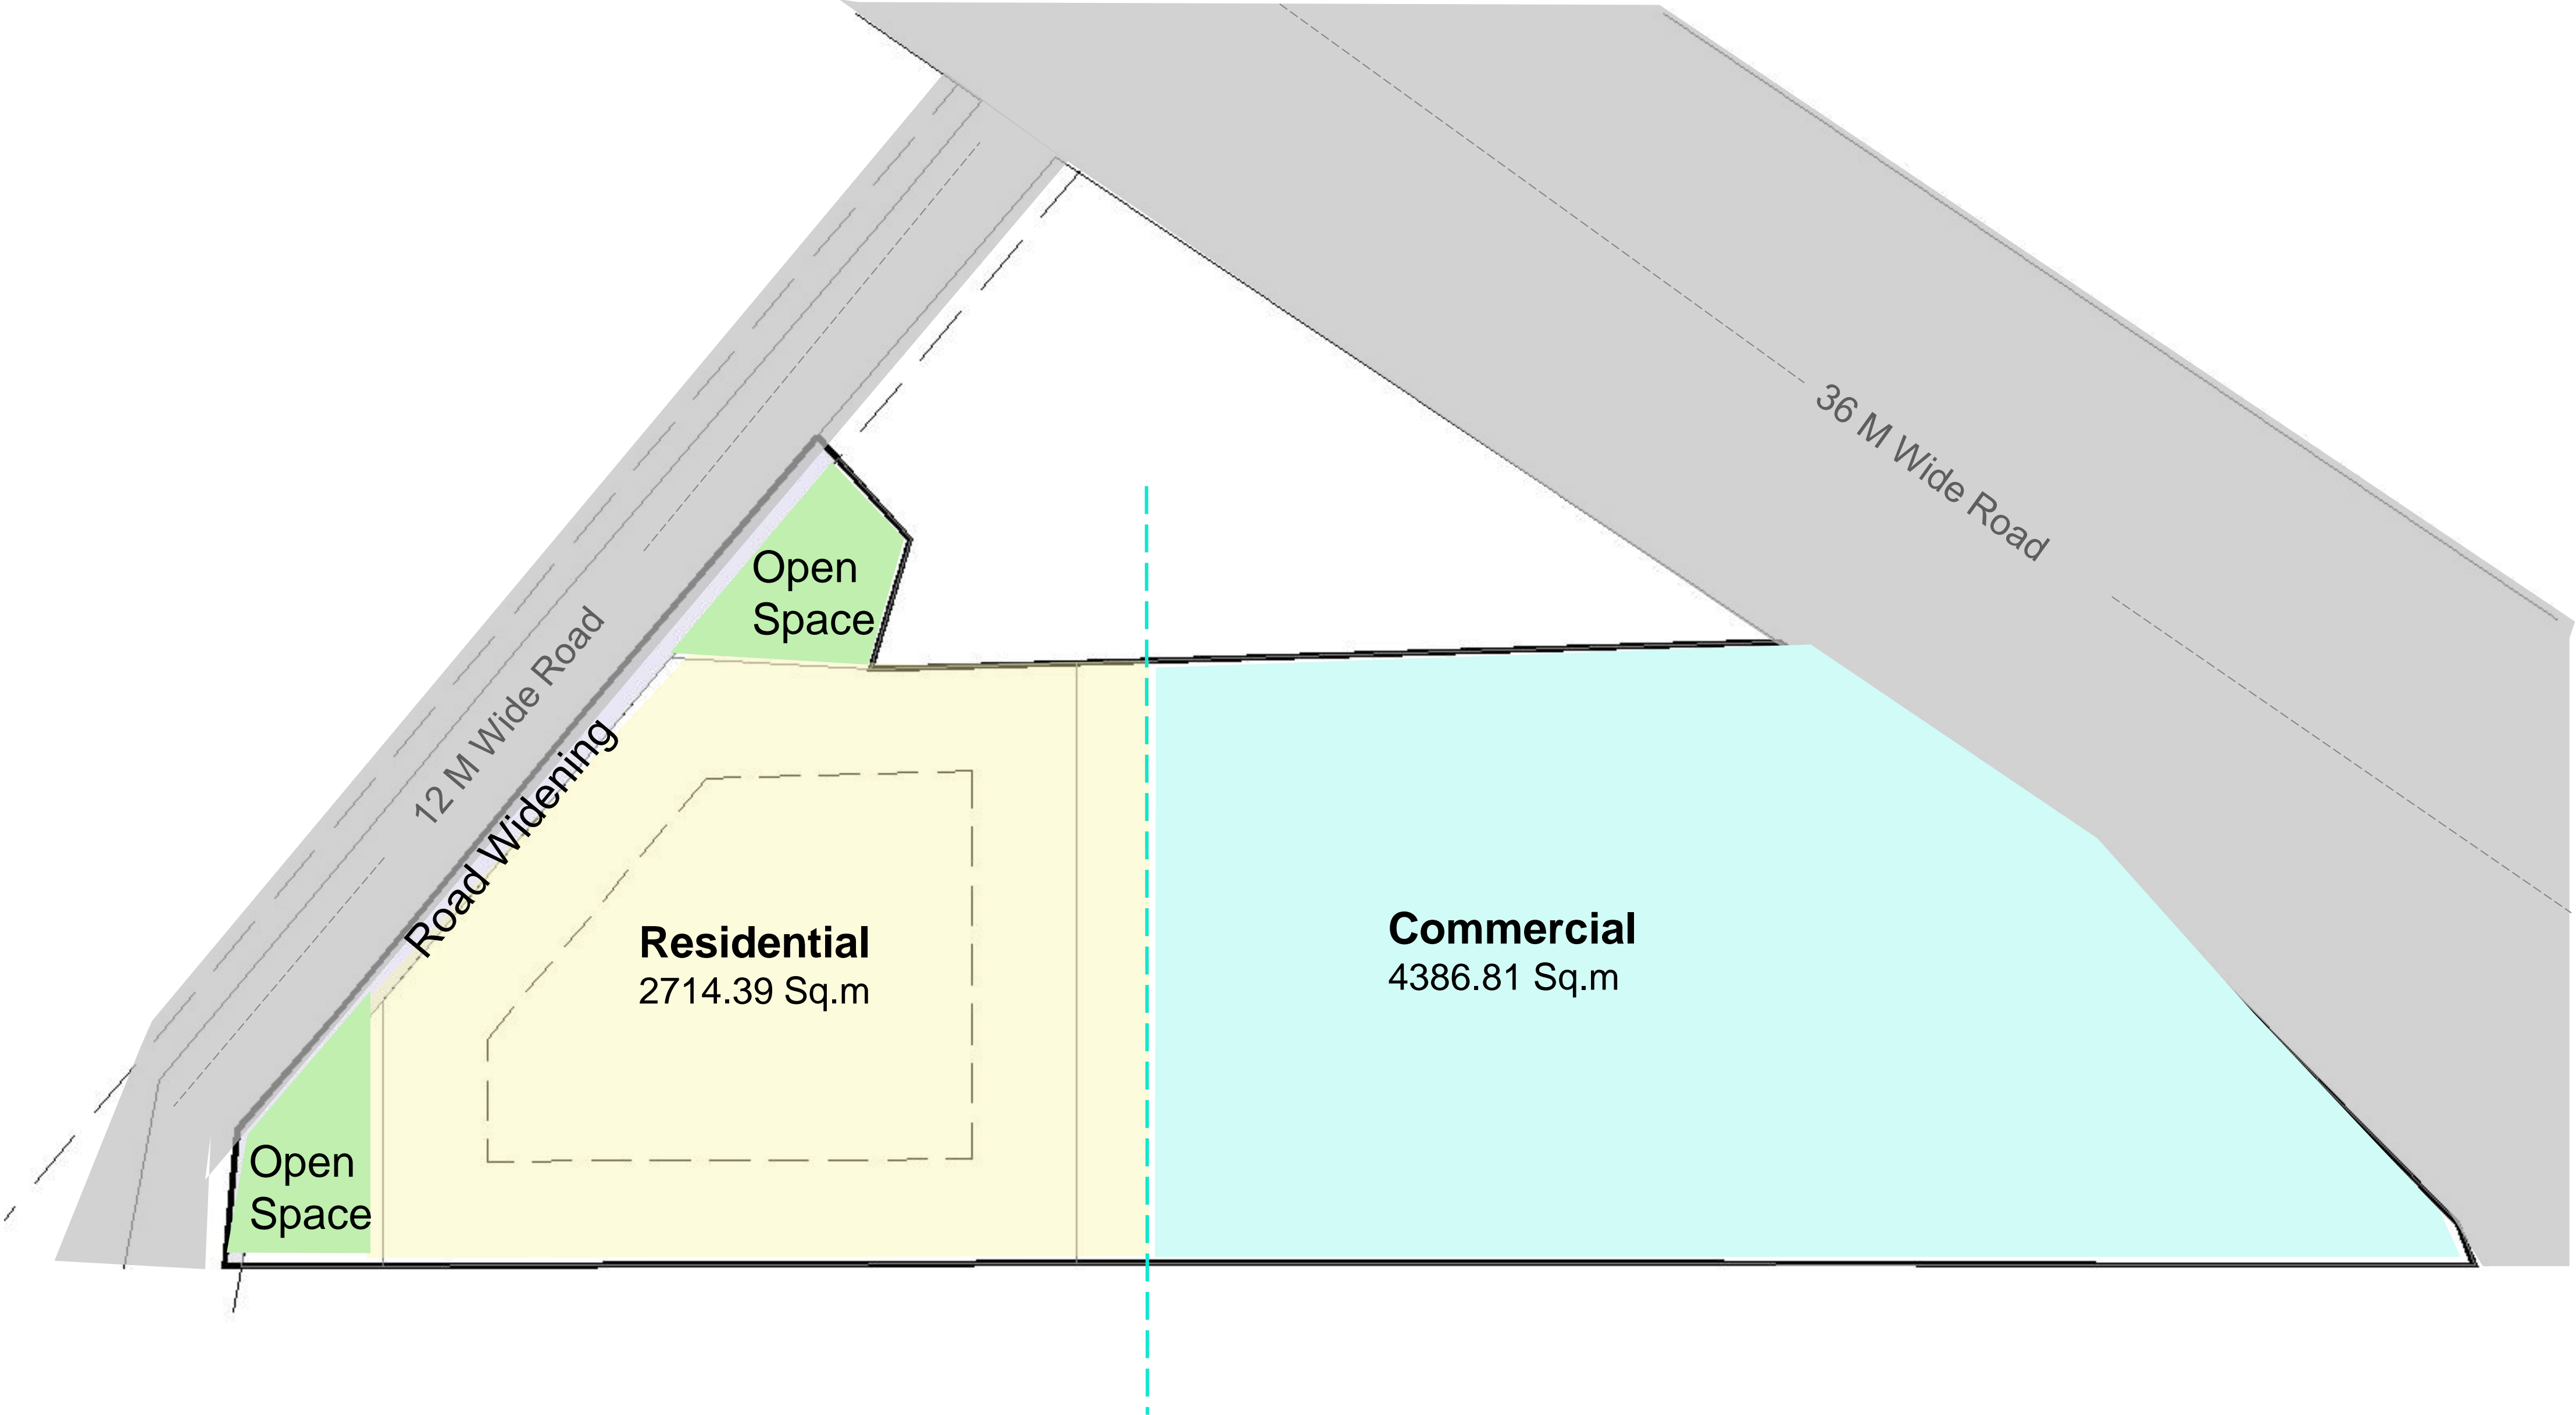 36 M Wide Road
Open
Space
12 M Wide Road
Road Widening
Residential
2714.39 Sq.m
Commercial
4386.81 Sq.m
Open
Space